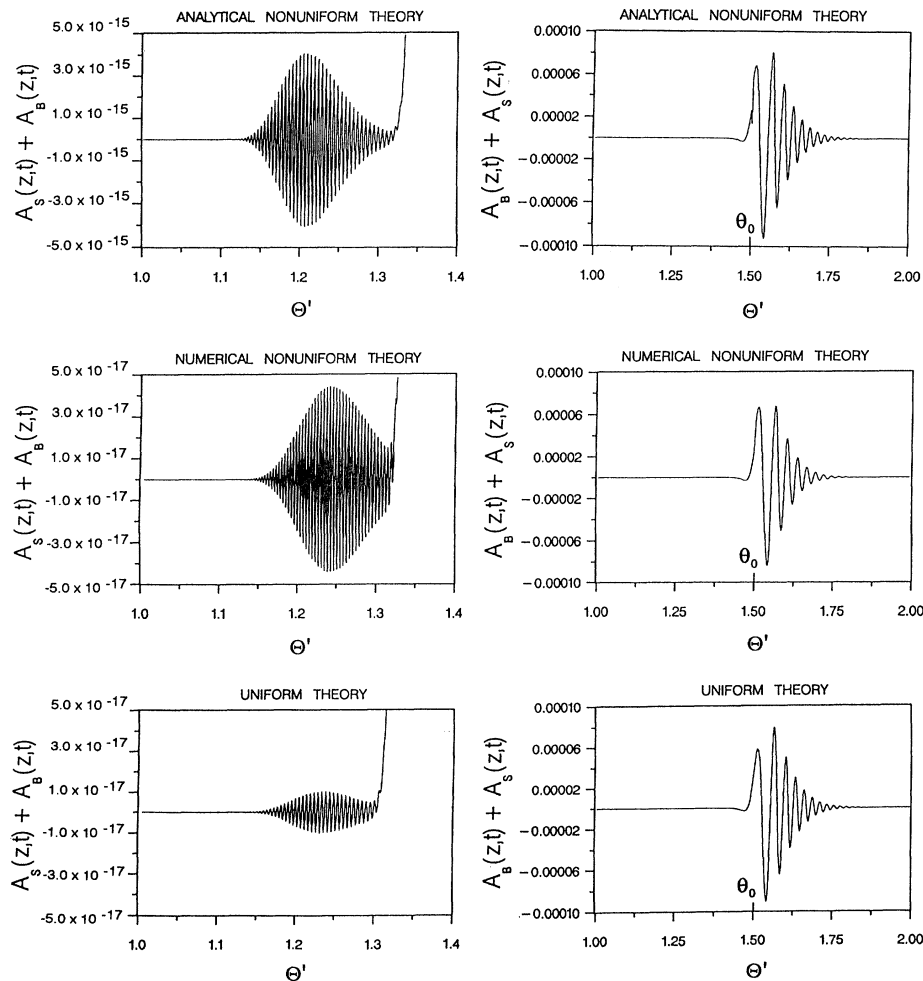 ANALYTICAL NONUNIFORM THEORY
A_S(z,t) + A_B(z,t)
5.0 x 10 -15
3.0 x 10 -15
1.0 x 10 -15
-1.0 x 10 -15
-3.0 x 10 -15
-5.0 x 10 -15
1.0 1.1 1.2 1.3 1.4
Θ'
ANALYTICAL NONUNIFORM THEORY
A_B(z,t) + A_S(z,t)
0.00010
0.00006
0.00002
-0.00002
-0.00006
-0.00010
θ_0
1.00 1.25 1.50 1.75 2.00
Θ'
NUMERICAL NONUNIFORM THEORY
A_S(z,t) + A_B(z,t)
5.0 x 10 -17
3.0 x 10 -17
1.0 x 10 -17
-1.0 x 10 -17
-3.0 x 10 -17
-5.0 x 10 -17
1.0 1.1 1.2 1.3 1.4
Θ'
NUMERICAL NONUNIFORM THEORY
A_B(z,t) + A_S(z,t)
0.00010
0.00006
0.00002
-0.00002
-0.00006
-0.00010
θ_0
1.00 1.25 1.50 1.75 2.00
Θ'
UNIFORM THEORY
A_S(z,t) + A_B(z,t)
5.0 x 10 -17
3.0 x 10 -17
1.0 x 10 -17
-1.0 x 10 -17
-3.0 x 10 -17
-5.0 x 10 -17
1.0 1.1 1.2 1.3 1.4
Θ'
UNIFORM THEORY
A_B(z,t) + A_S(z,t)
0.00010
0.00006
0.00002
-0.00002
-0.00006
-0.00010
θ_0
1.00 1.25 1.50 1.75 2.00
Θ'